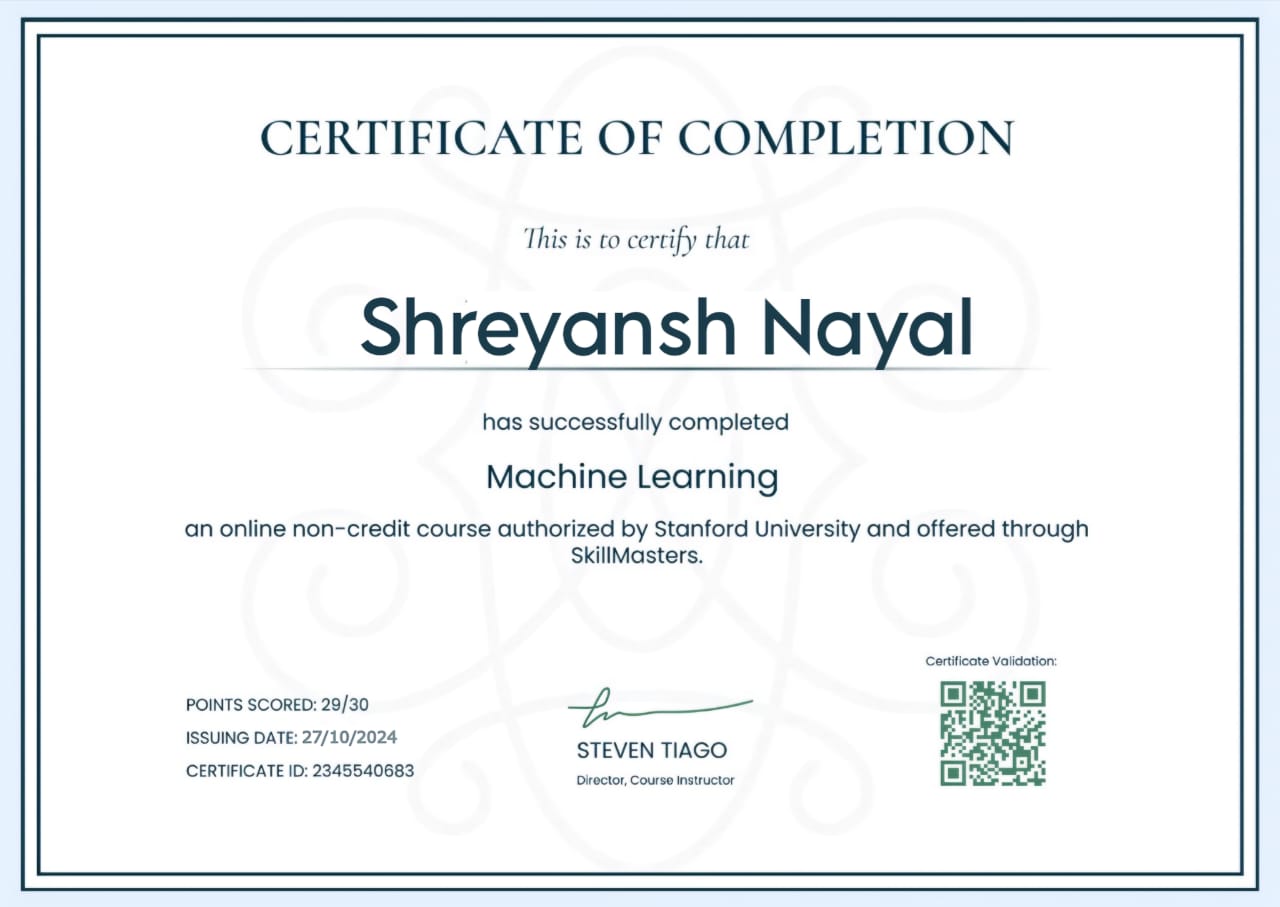 CERTIFICATE OF COMPLETION
This is to certify that
Shreyansh Nayal
has successfully completed
Machine Learning
an online non-credit course authorized by Stanford University and offered through
SkillMasters.
Certificate Validation:
POINTS SCORED: 29/30
ISSUING DATE: 27/10/2024
CERTIFICATE ID: 2345540683
STEVEN TIAGO
Director, Course Instructor